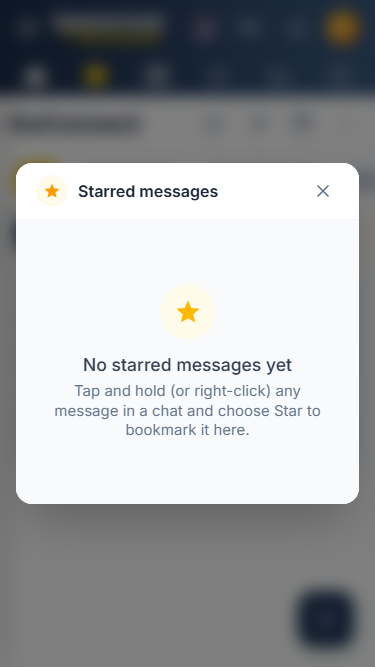 Starred messages
No starred messages yet
Tap and hold (or right-click) any
message in a chat and choose Star to
bookmark it here.